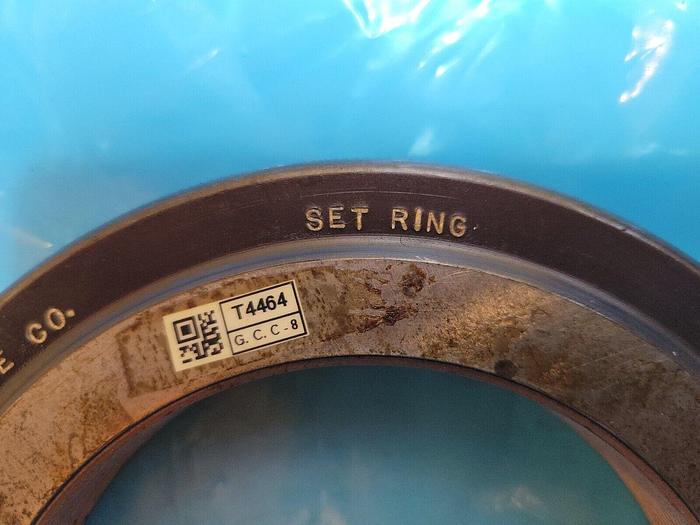 SET RING
E CO.
T4464
G. C. C - 8